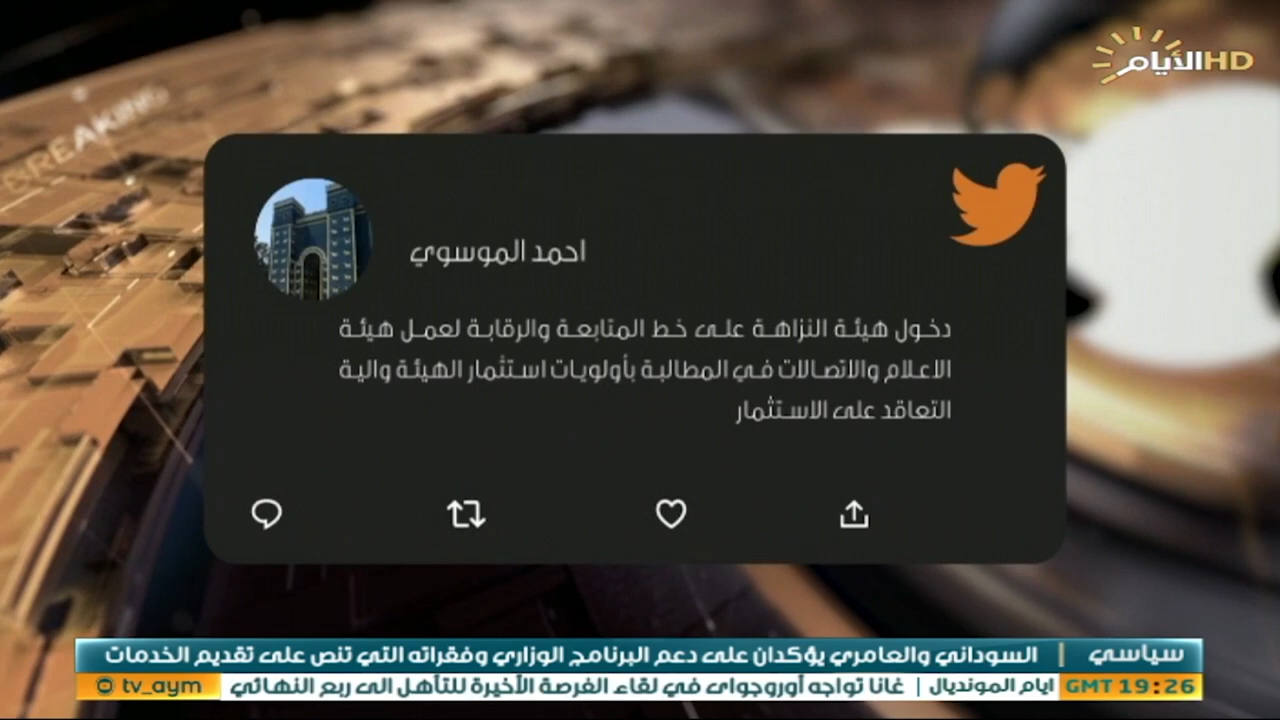 الأيام HD
BREAKING
احمد الموسوي
دخول هيئة النزاهة على خط المتابعة والرقابة لعمل هيئة
الاعلام والاتصالات في المطالبة بأولويات استثمار الهيئة والية
التعاقد على الاستثمار
سياسي | السوداني والعامري يؤكدان على دعم البرنامج الوزاري وفقراته التي تنص على تقديم الخدمات
GMT 19:26 ايام المونديال | غانا تواجه أوروجواى في لقاء الفرصة الأخيرة للتأهل الى ربع النهائي tv_aym